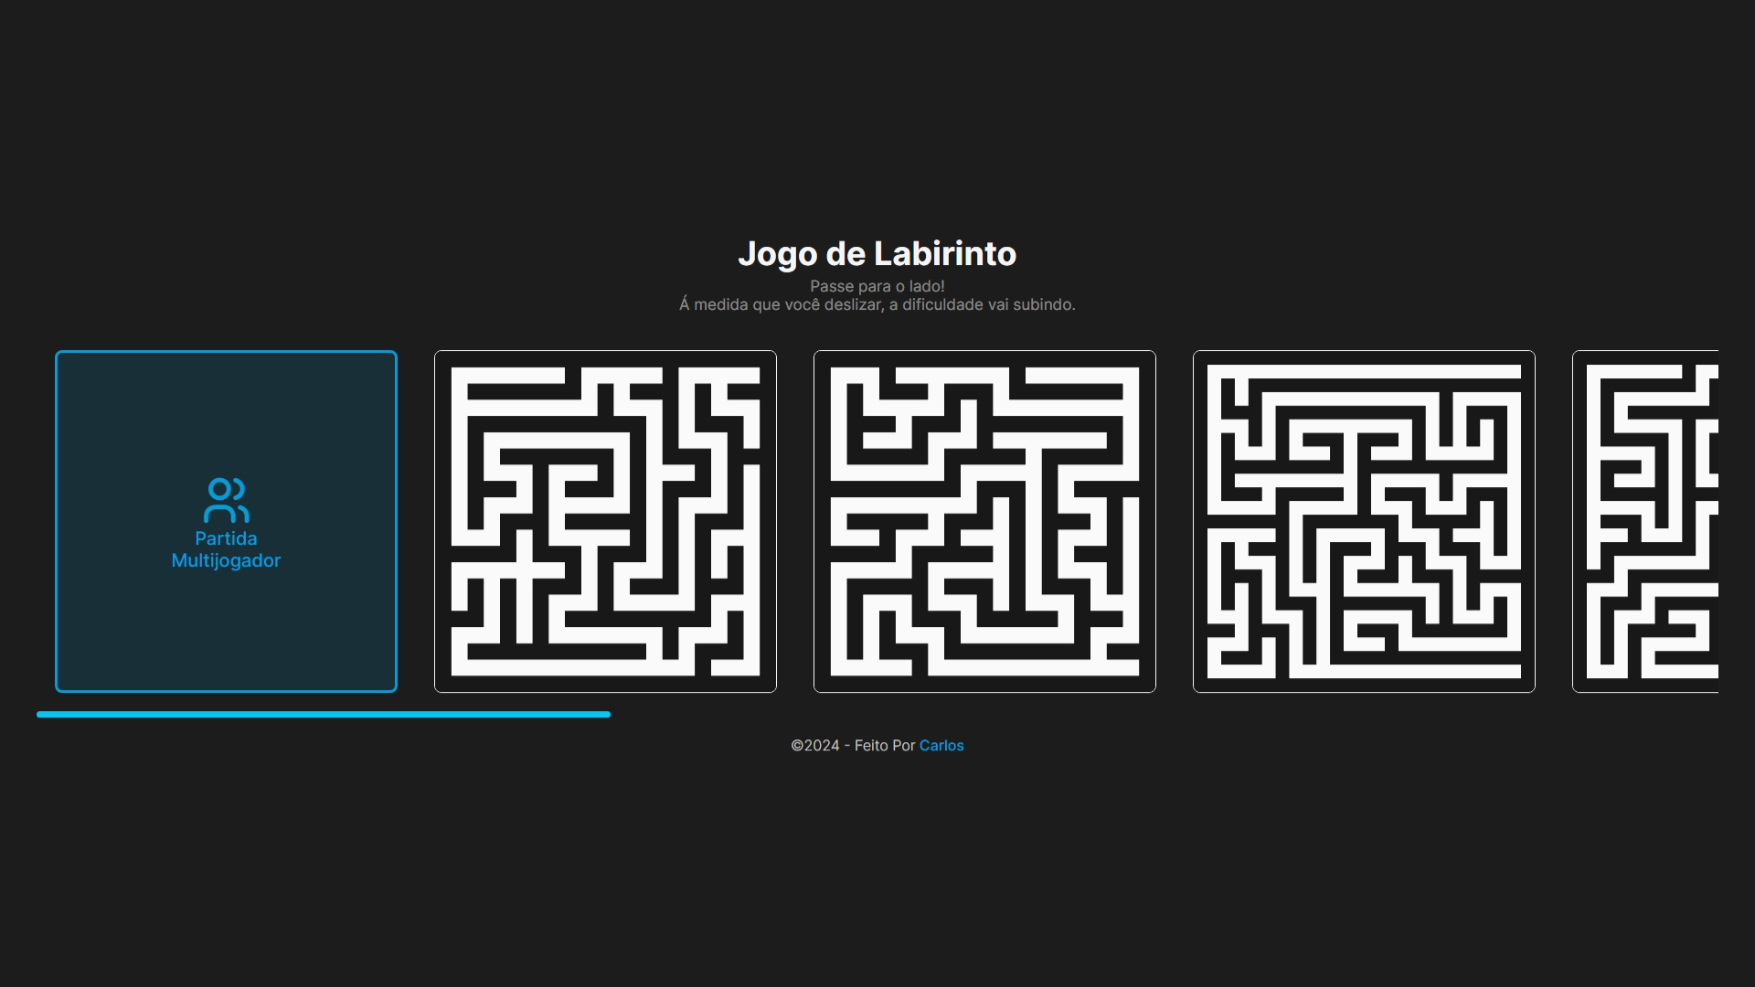 Jogo de Labirinto
Passe para o lado!
Á medida que você deslizar, a dificuldade vai subindo.
Partida
Multijogador
©2024 - Feito Por Carlos